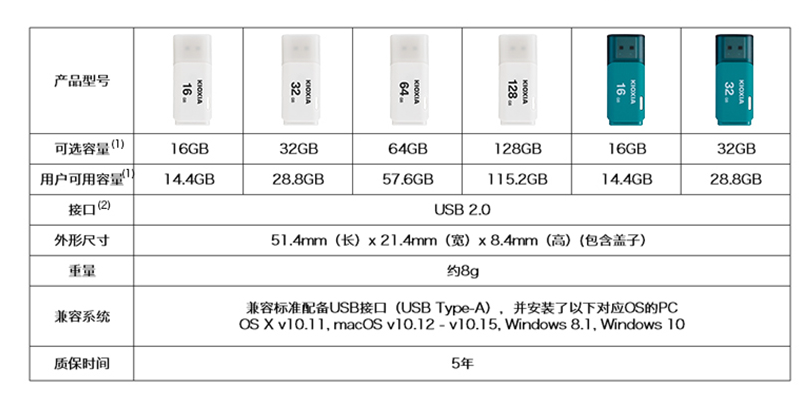 产品型号
KIOXIA 16 GB
KIOXIA 32 GB
KIOXIA 64 GB
KIOXIA 128 GB
KIOXIA 16 GB
KIOXIA 32 GB
可选容量(1) 16GB 32GB 64GB 128GB 16GB 32GB
用户可用容量(1) 14.4GB 28.8GB 57.6GB 115.2GB 14.4GB 28.8GB
接口(2) USB 2.0
外形尺寸 51.4mm（长）x 21.4mm（宽）x 8.4mm（高）(包含盖子)
重量 约8g
兼容系统
兼容标准配备USB接口（USB Type-A），并安装了以下对应OS的PC
OS X v10.11, macOS v10.12 - v10.15, Windows 8.1, Windows 10
质保时间 5年